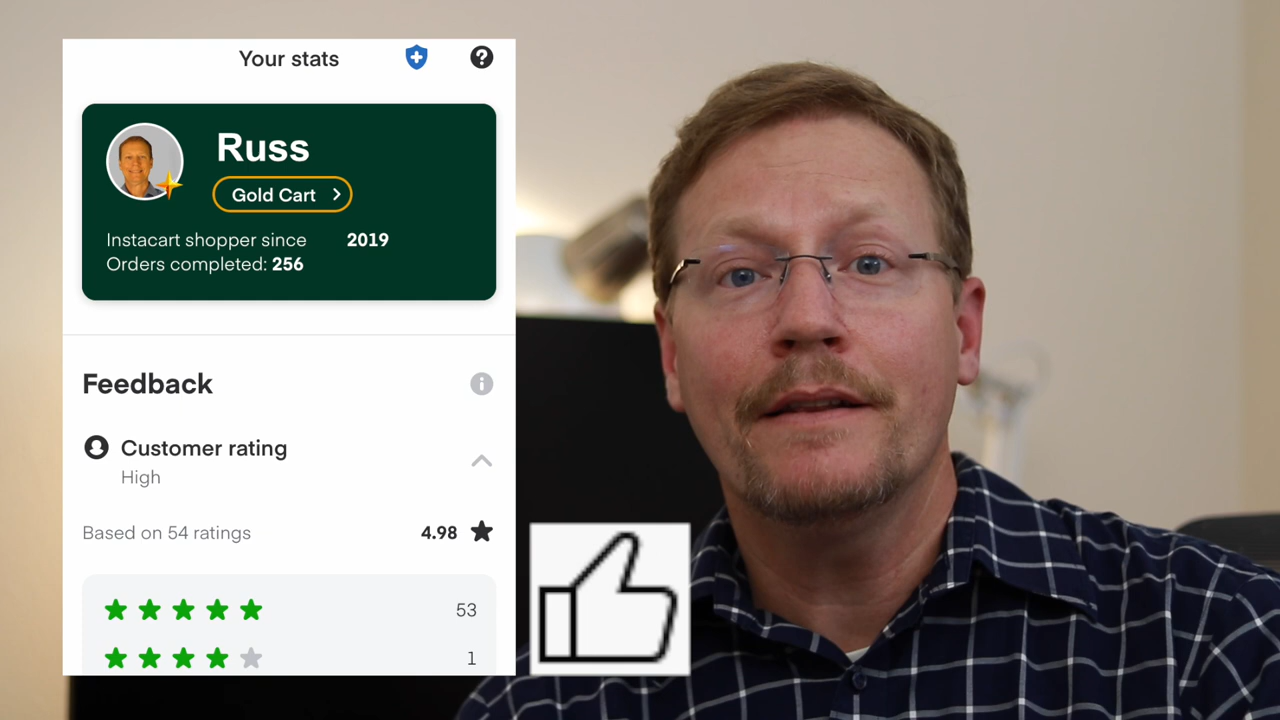 Your stats
Russ
Gold Cart
Instacart shopper since 2019
Orders completed: 256
Feedback
Customer rating
High
Based on 54 ratings 4.98
53
1